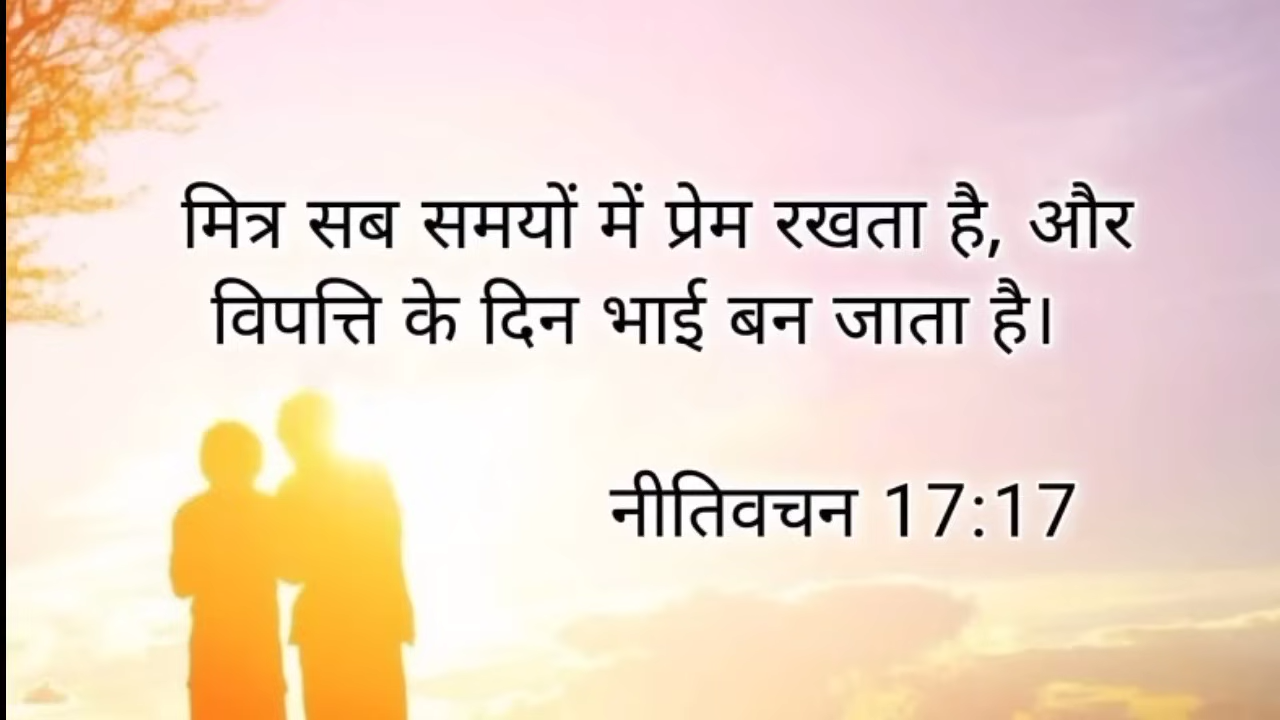 मित्र सब समयों में प्रेम रखता है, और
विपत्ति के दिन भाई बन जाता है।
नीतिवचन 17:17